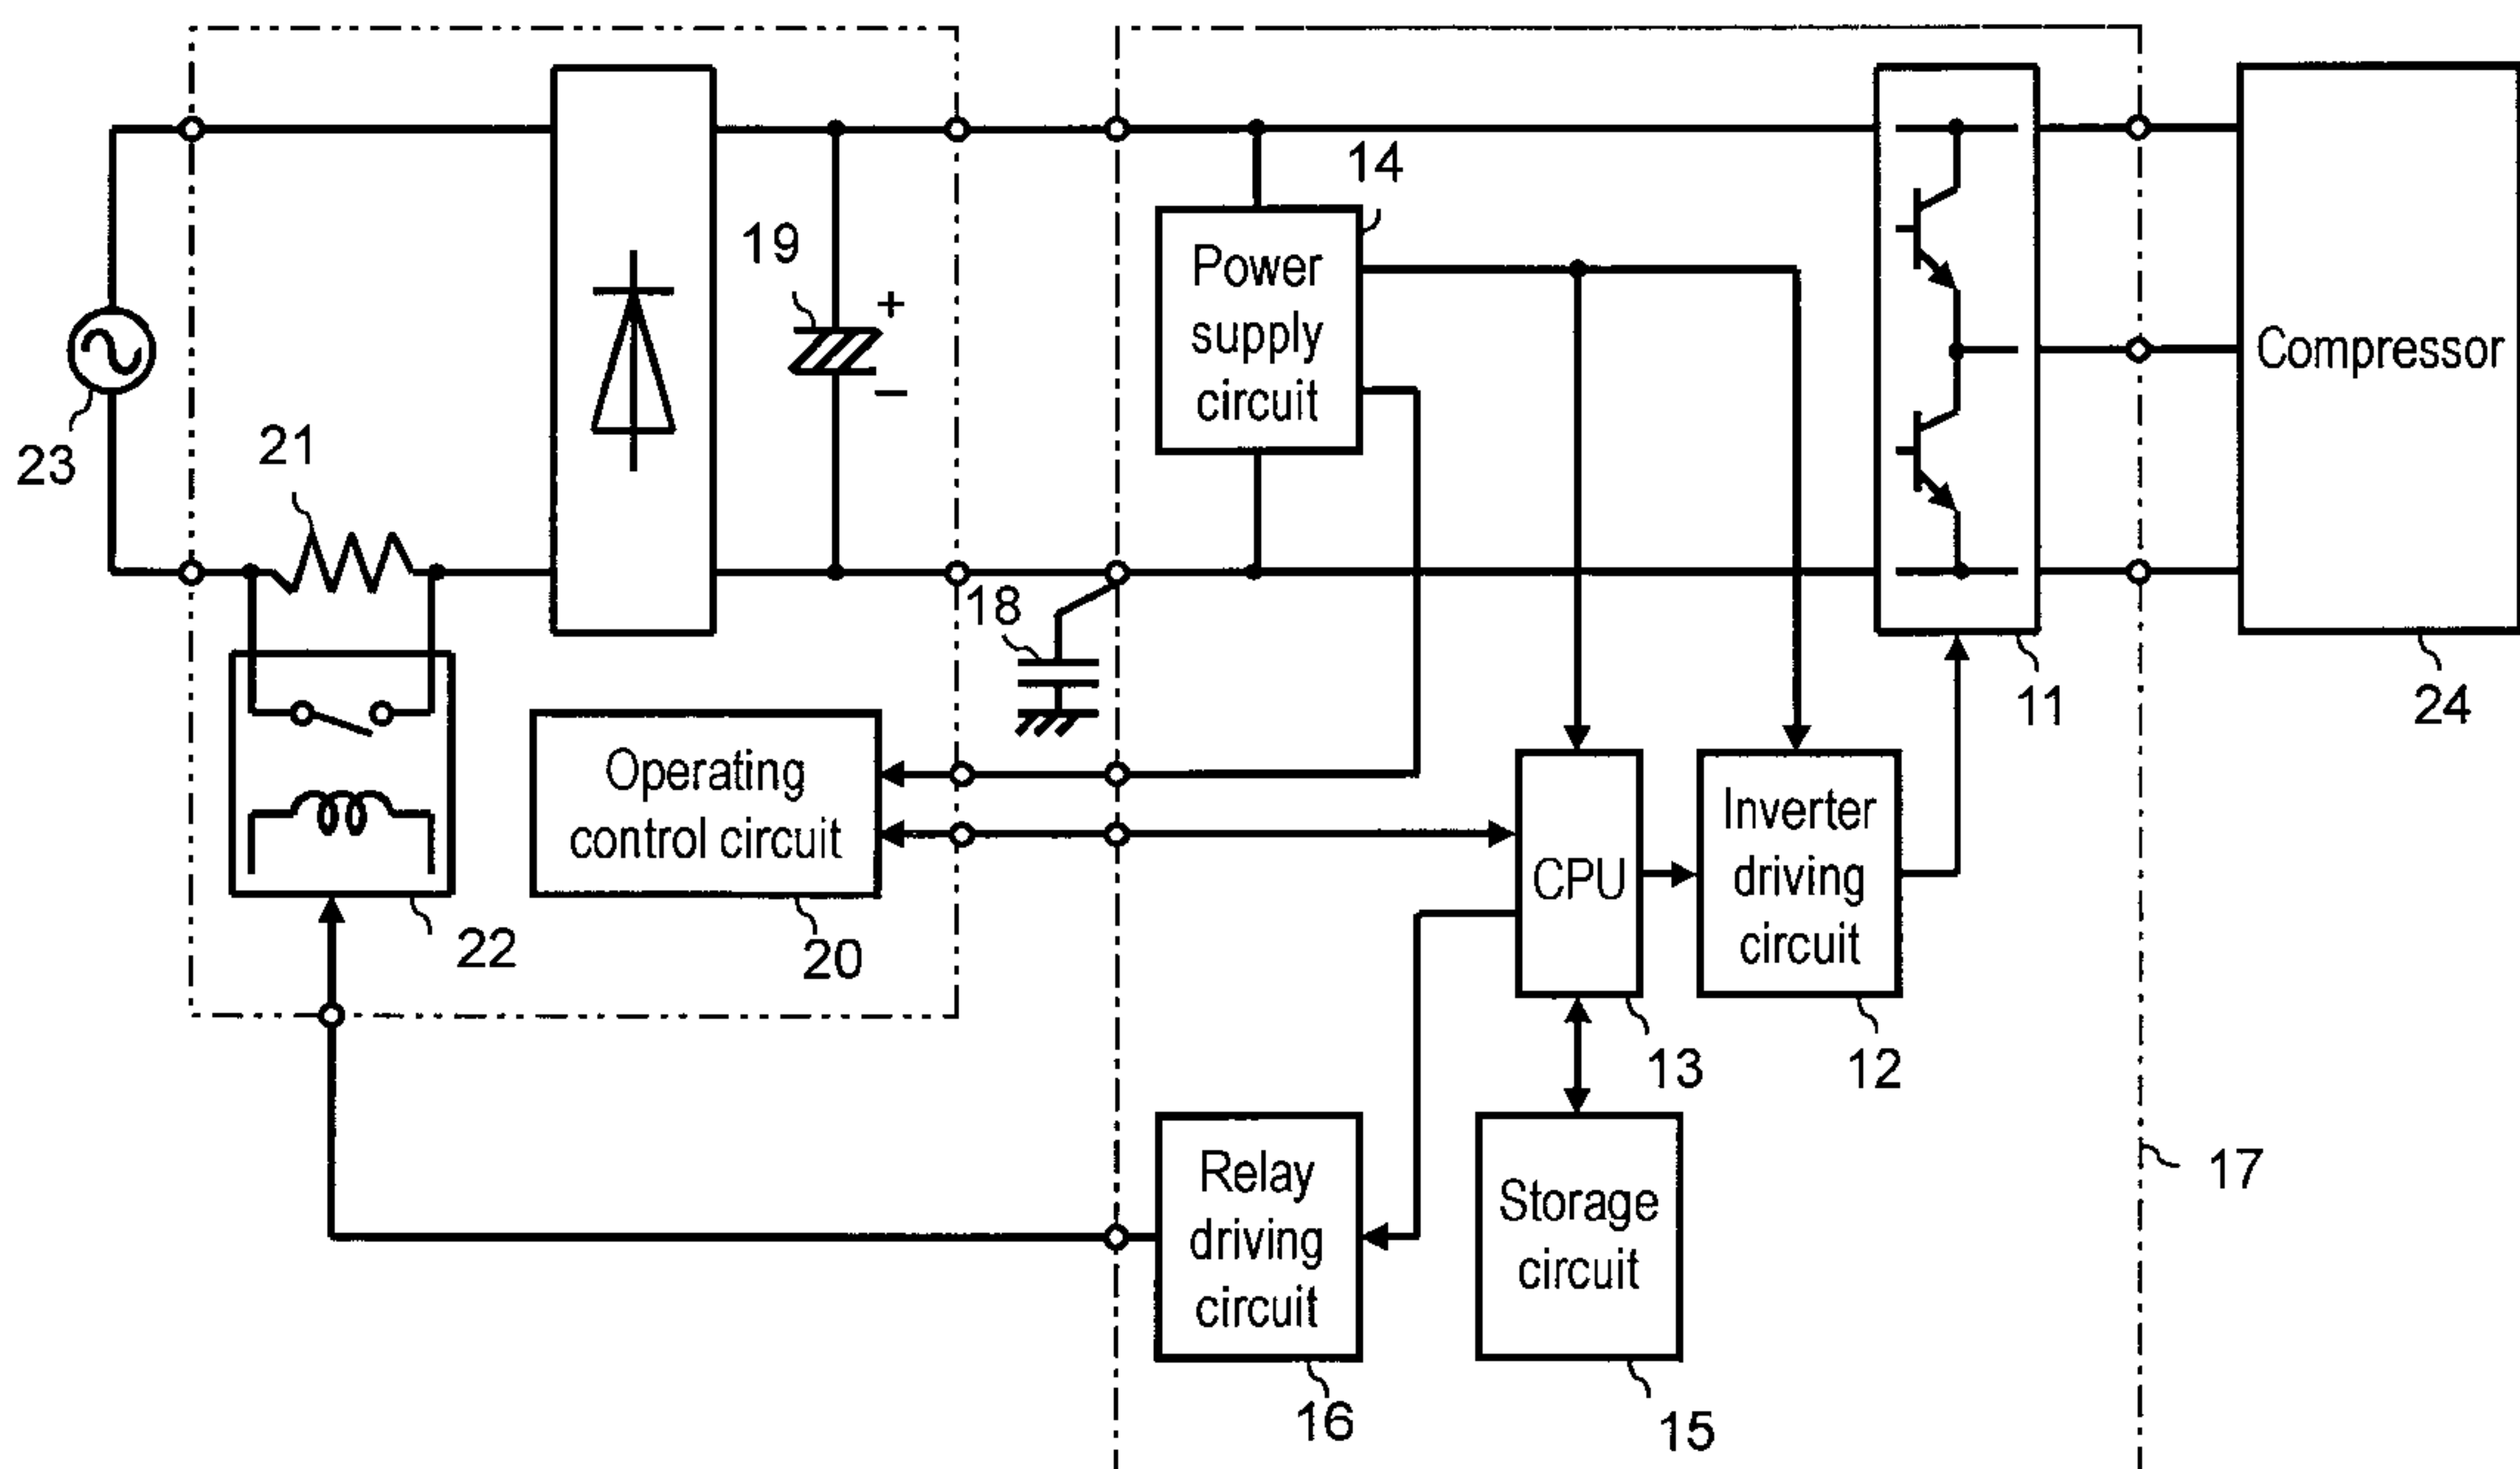 14
Power
supply
circuit
19
+
−
Compressor
23
21
18
11
24
Operating
control circuit
22
20
CPU
Inverter
driving
circuit
13
12
Relay
driving
circuit
Storage
circuit
17
16
15